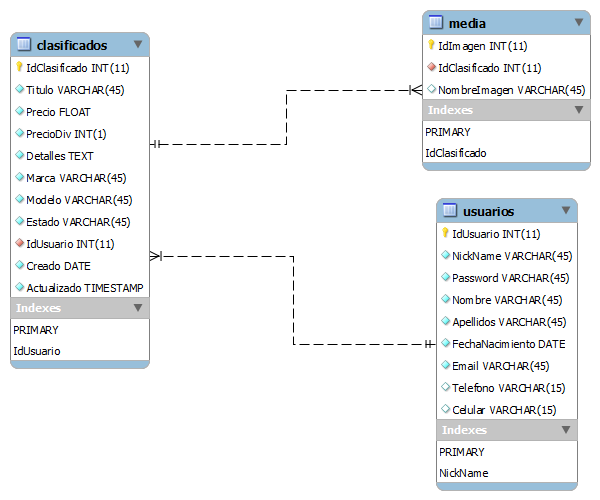 clasificados
IdClasificado INT(11)
Titulo VARCHAR(45)
Precio FLOAT
PrecioDiv INT(1)
Detalles TEXT
Marca VARCHAR(45)
Modelo VARCHAR(45)
Estado VARCHAR(45)
IdUsuario INT(11)
Creado DATE
Actualizado TIMESTAMP
Indexes
PRIMARY
IdUsuario
media
IdImagen INT(11)
IdClasificado INT(11)
NombreImagen VARCHAR(45)
Indexes
PRIMARY
IdClasificado
usuarios
IdUsuario INT(11)
NickName VARCHAR(45)
Password VARCHAR(45)
Nombre VARCHAR(45)
Apellidos VARCHAR(45)
FechaNacimiento DATE
Email VARCHAR(45)
Telefono VARCHAR(15)
Celular VARCHAR(15)
Indexes
PRIMARY
NickName